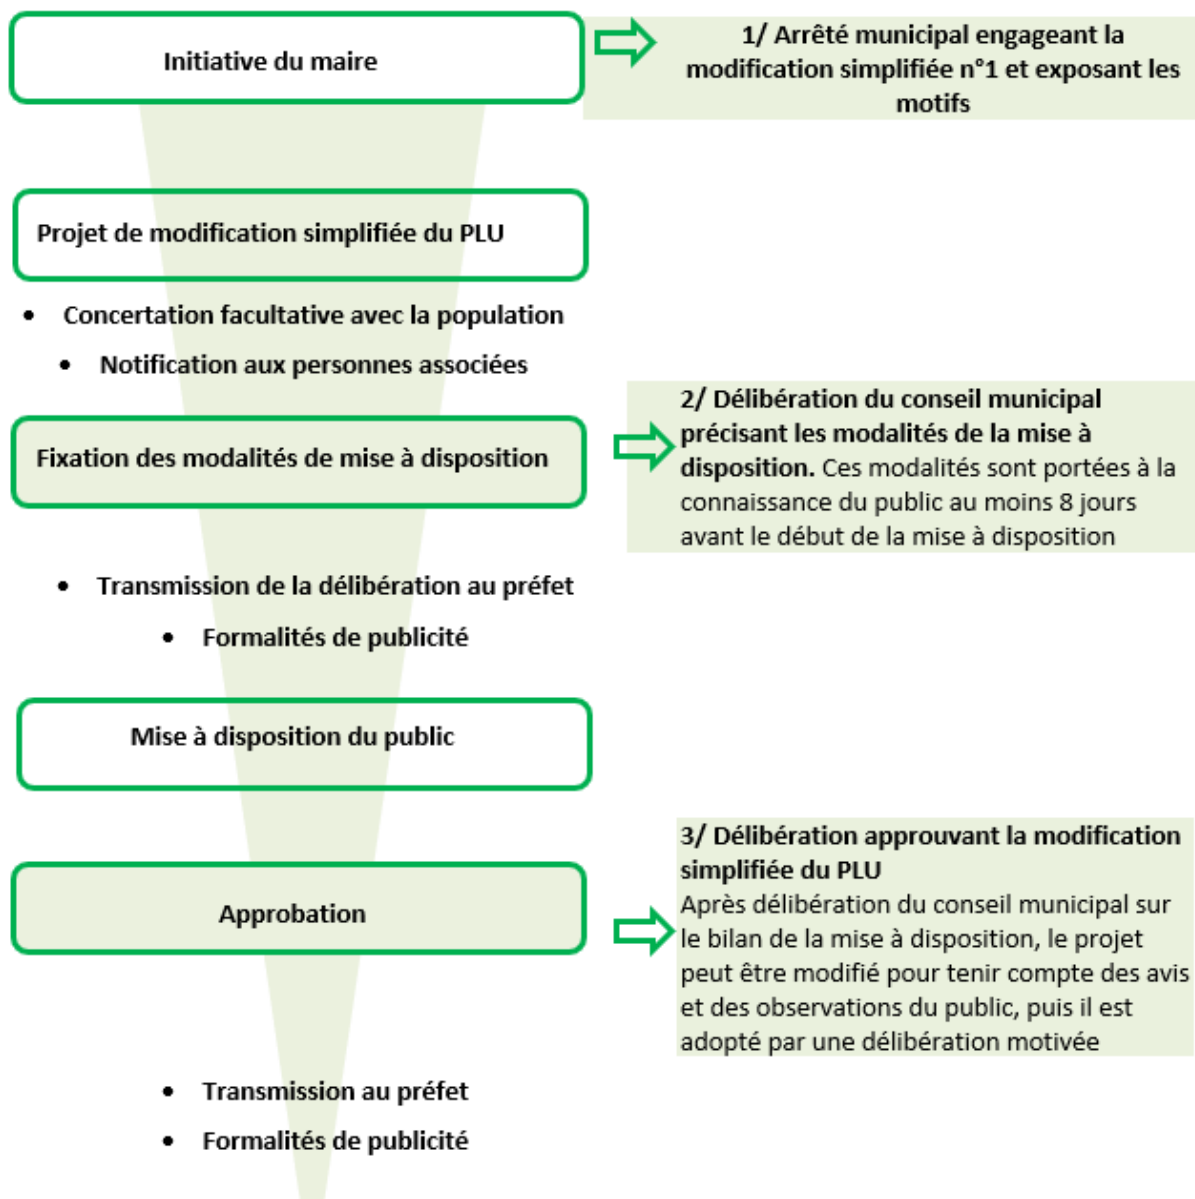 Initiative du maire
1/ Arrêté municipal engageant la
modification simplifiée n°1 et exposant les
motifs
Projet de modification simplifiée du PLU
• Concertation facultative avec la population
• Notification aux personnes associées
Fixation des modalités de mise à disposition
2/ Délibération du conseil municipal
précisant les modalités de la mise à
disposition. Ces modalités sont portées à la
connaissance du public au moins 8 jours
avant le début de la mise à disposition
• Transmission de la délibération au préfet
• Formalités de publicité
Mise à disposition du public
Approbation
3/ Délibération approuvant la modification
simplifiée du PLU
Après délibération du conseil municipal sur
le bilan de la mise à disposition, le projet
peut être modifié pour tenir compte des avis
et des observations du public, puis il est
adopté par une délibération motivée
• Transmission au préfet
• Formalités de publicité